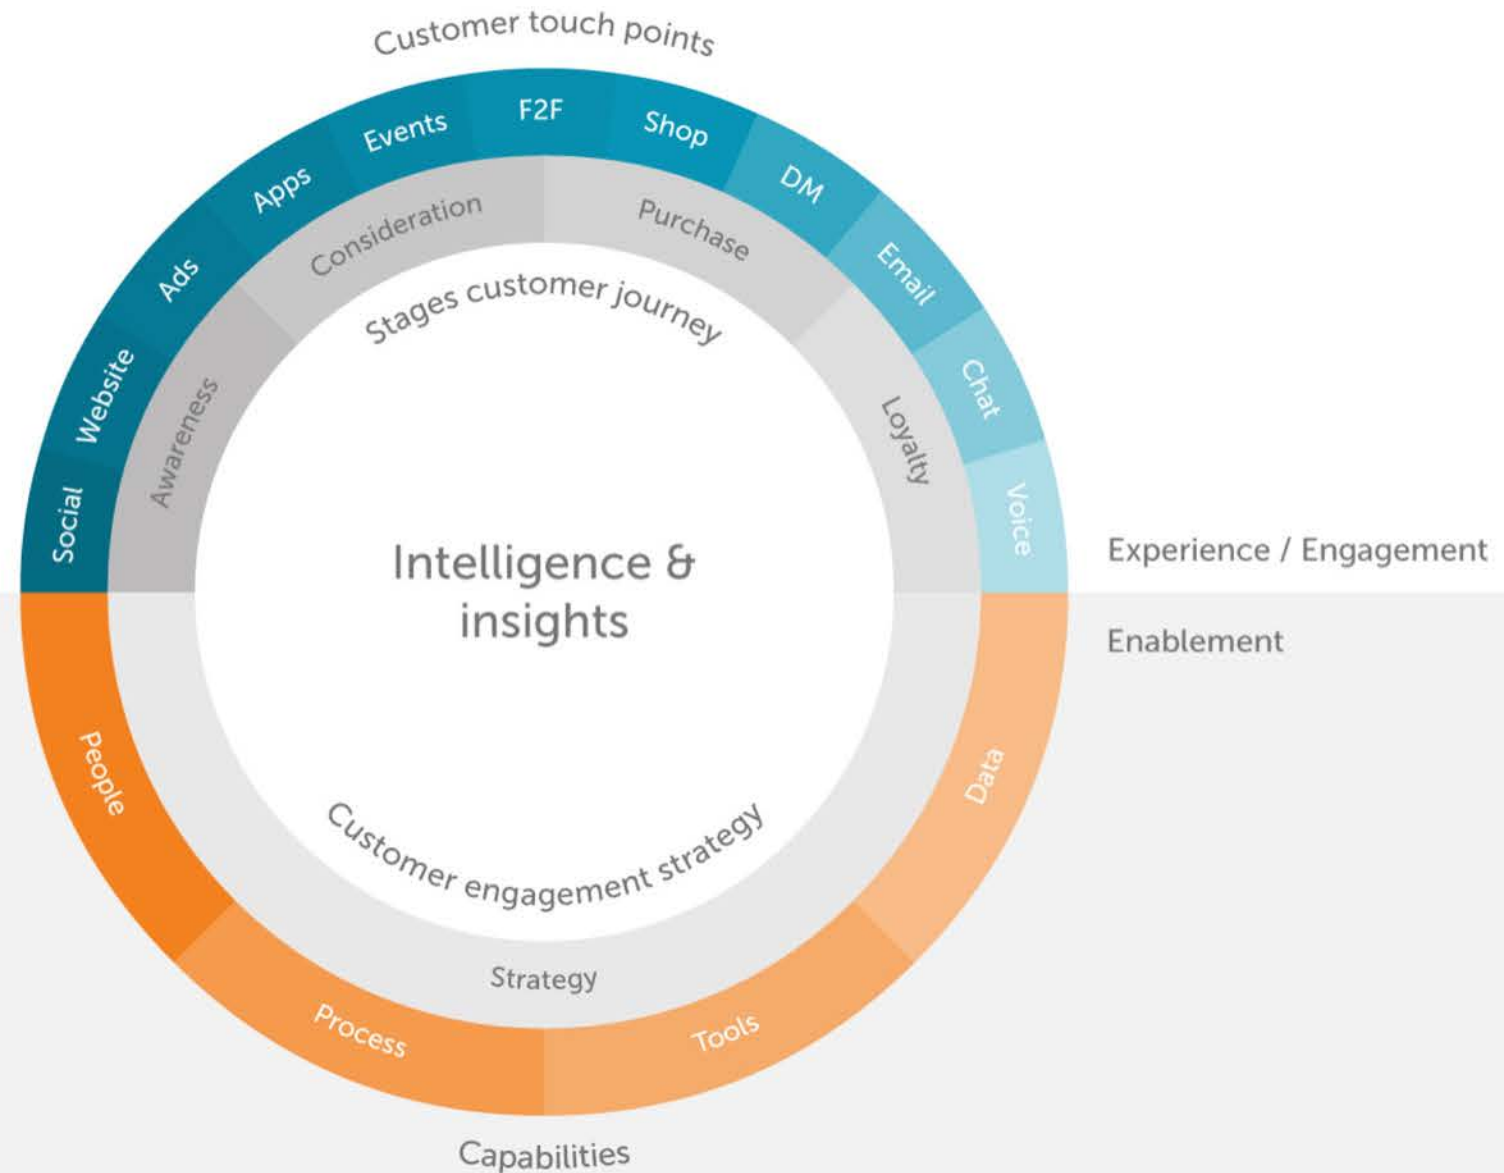 Customer touch points
Social
Website
Ads
Apps
Events
F2F
Shop
DM
Email
Chat
Voice
Awareness
Consideration
Purchase
Loyalty
Stages customer journey
Intelligence &
insights
Experience / Engagement
Enablement
Customer engagement strategy
Strategy
People
Process
Tools
Data
Capabilities